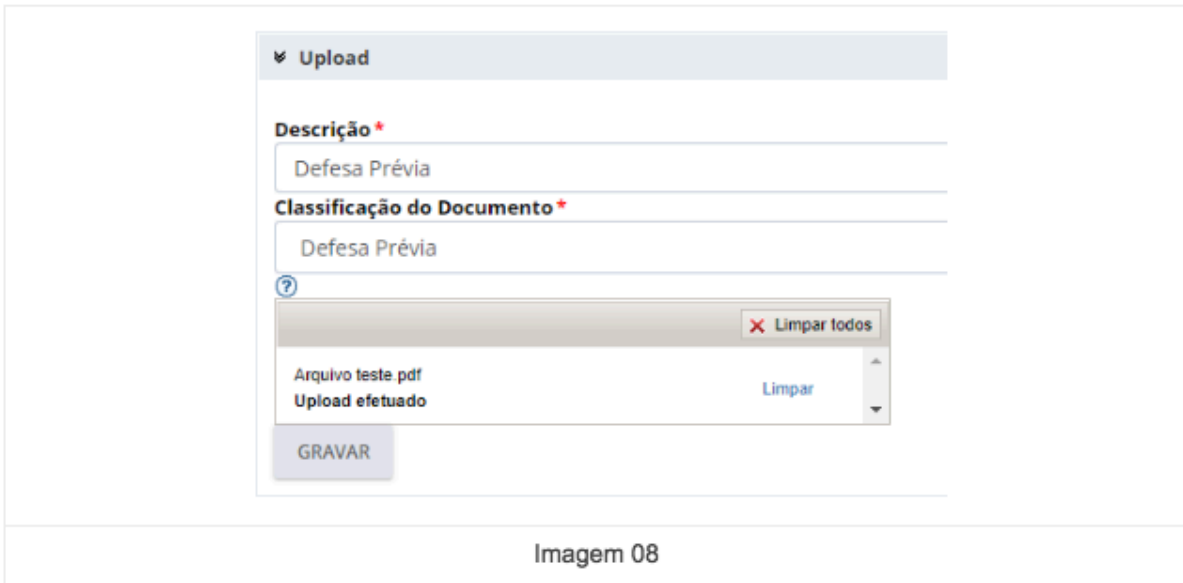 Upload
Descrição *
Defesa Prévia
Classificação do Documento *
Defesa Prévia
?
Limpar todos
Arquivo teste.pdf
Upload efetuado
Limpar
GRAVAR
Imagem 08